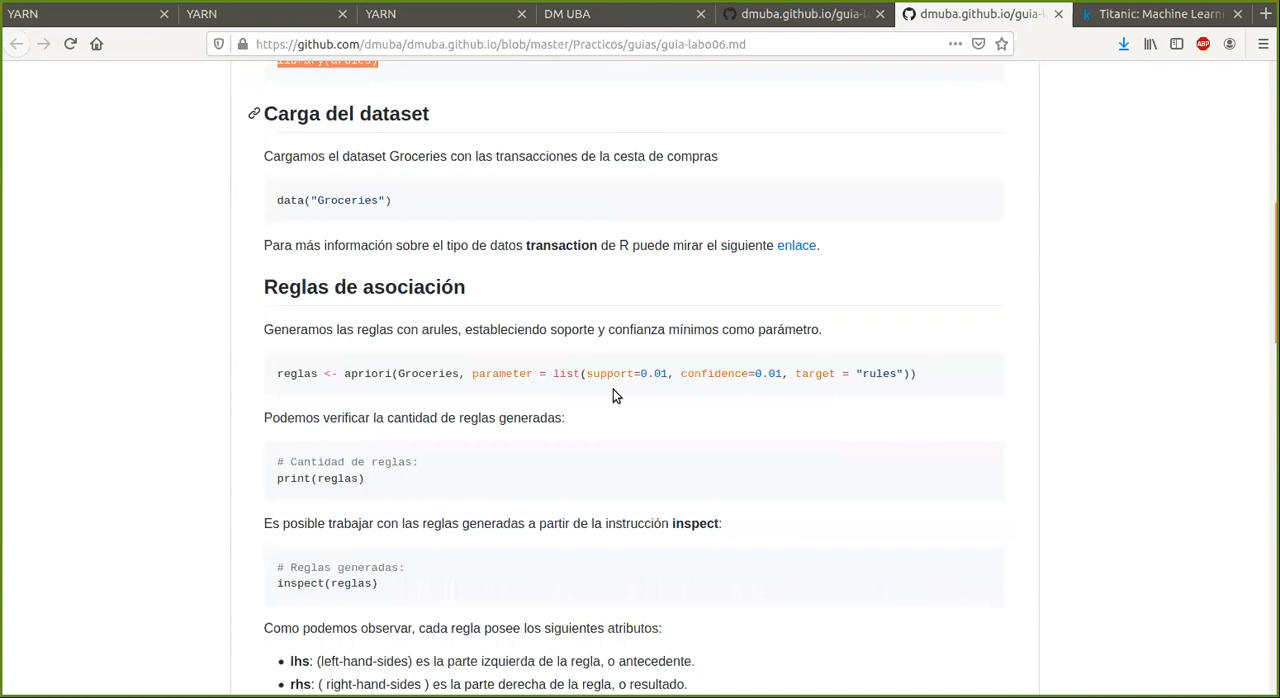 YARN
YARN
YARN
DM UBA
dmuba.github.io/guia-l
dmuba.github.io/guia-
Titanic: Machine Learni
https://github.com/dmuba/dmuba.github.io/blob/master/Practicos/guias/guia-labo06.md
ABP
library(arules)
Carga del dataset
Cargamos el dataset Groceries con las transacciones de la cesta de compras
data("Groceries")
Para más información sobre el tipo de datos transaction de R puede mirar el siguiente enlace.
Reglas de asociación
Generamos las reglas con arules, estableciendo soporte y confianza mínimos como parámetro.
reglas <- apriori(Groceries, parameter = list(support=0.01, confidence=0.01, target = "rules"))
Podemos verificar la cantidad de reglas generadas:
# Cantidad de reglas:
print(reglas)
Es posible trabajar con las reglas generadas a partir de la instrucción inspect:
# Reglas generadas:
inspect(reglas)
Como podemos observar, cada regla posee los siguientes atributos:
• lhs: (left-hand-sides) es la parte izquierda de la regla, o antecedente.
• rhs: ( right-hand-sides ) es la parte derecha de la regla, o resultado.